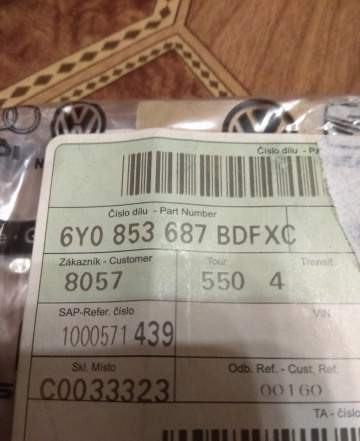 Číslo dílu - Pa
Číslo dílu - Part Number
6Y0 853 687 BDFXC
Zákazník - Customer Tour Transit
8057 550 4
SAP-Refer. číslo VIN
1000571 439
Skl. Místo Odb. Ref. - Cust. Ref
C0033323 00160
TA - číslo